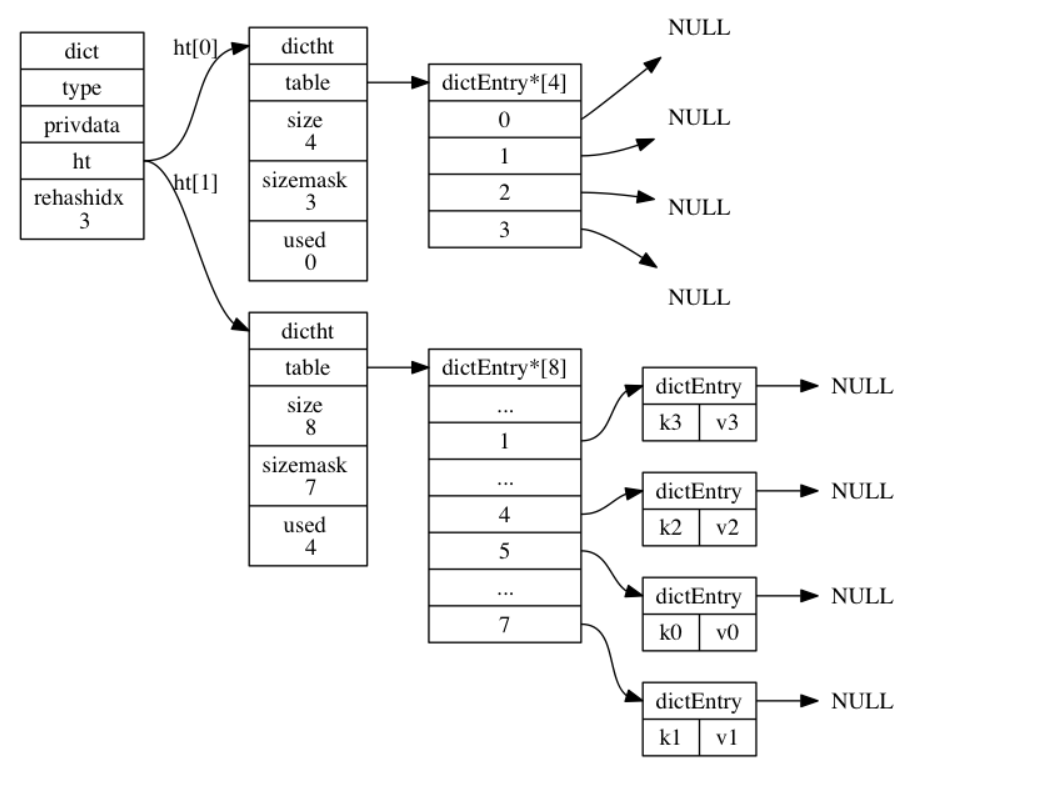 dict
type
privdata
ht
rehashidx
3
ht[0]
ht[1]
dictht
table
size
4
sizemask
3
used
0
dictEntry*[4]
0
1
2
3
NULL
NULL
NULL
NULL
dictht
table
size
8
sizemask
7
used
4
dictEntry*[8]
...
1
...
4
5
...
7
dictEntry
k3 v3
NULL
dictEntry
k2 v2
NULL
dictEntry
k0 v0
NULL
dictEntry
k1 v1
NULL